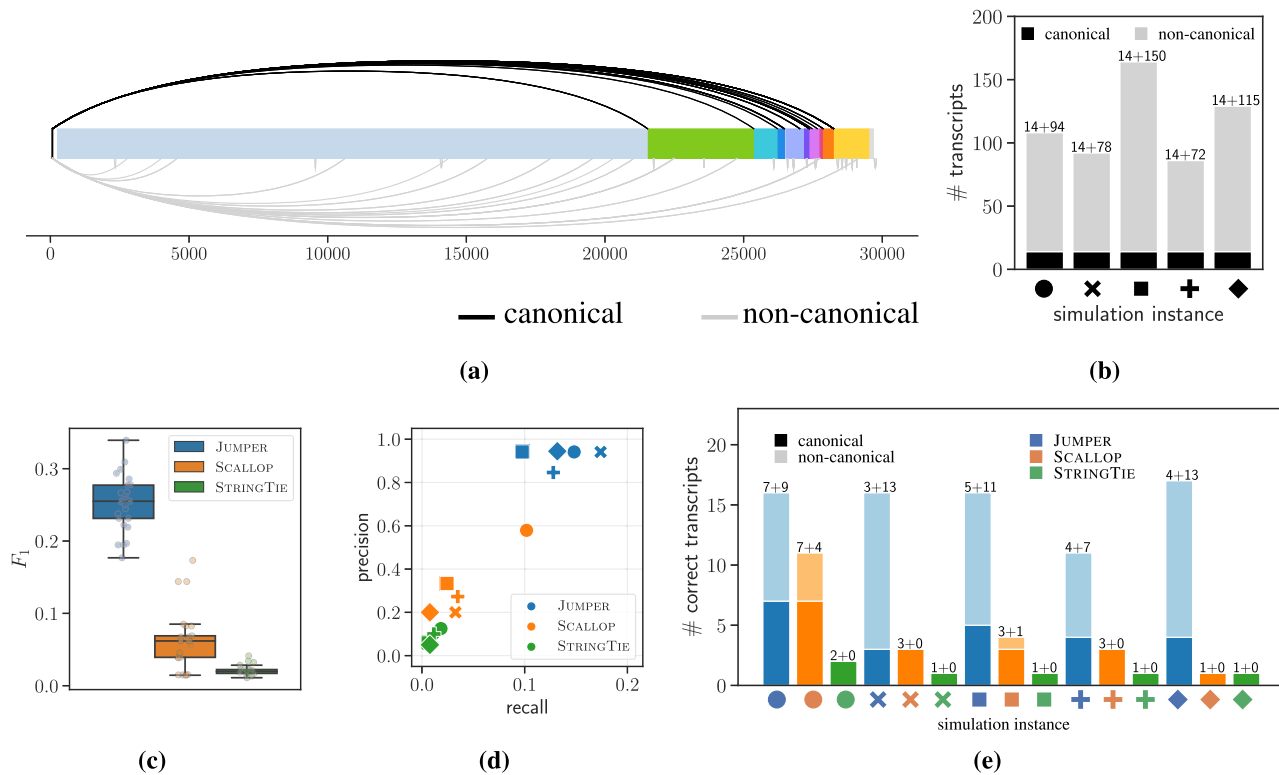 0 5000 10000 15000 20000 25000 30000
canonical non-canonical
(a)
200
150
100
50
0
# transcripts
canonical non-canonical
14+94
14+78
14+150
14+72
14+115
simulation instance
(b)
0.3
0.2
0.1
0.0
F1
JUMPER
SCALLOP
STRINGTIE
(c)
1.0
0.8
0.6
0.4
0.2
0.0
precision
JUMPER
SCALLOP
STRINGTIE
0.0 0.1 0.2
recall
(d)
20
15
10
5
0
# correct transcripts
canonical
non-canonical
JUMPER
SCALLOP
STRINGTIE
7+9
7+4
2+0
3+13
3+0
1+0
5+11
3+1
1+0
4+7
3+0
1+0
4+13
1+0
1+0
simulation instance
(e)